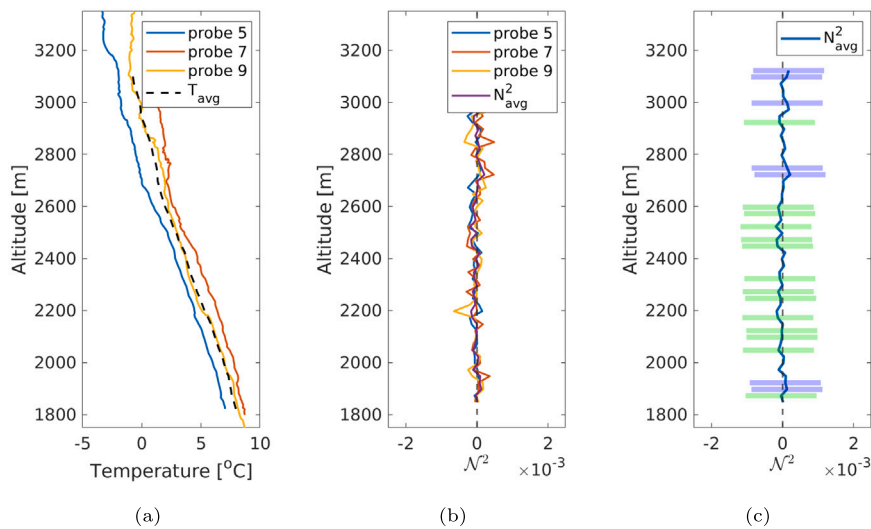 3200
3000
2800
2600
2400
2200
2000
1800
Altitude [m]
-5
0
5
10
Temperature [°C]
probe 5
probe 7
probe 9
T_avg
(a)
3200
3000
2800
2600
2400
2200
2000
1800
Altitude [m]
-2
0
2
𝒩²
×10⁻³
probe 5
probe 7
probe 9
N²_avg
(b)
3200
3000
2800
2600
2400
2200
2000
1800
Altitude [m]
-2
0
2
𝒩²
×10⁻³
N²_avg
(c)